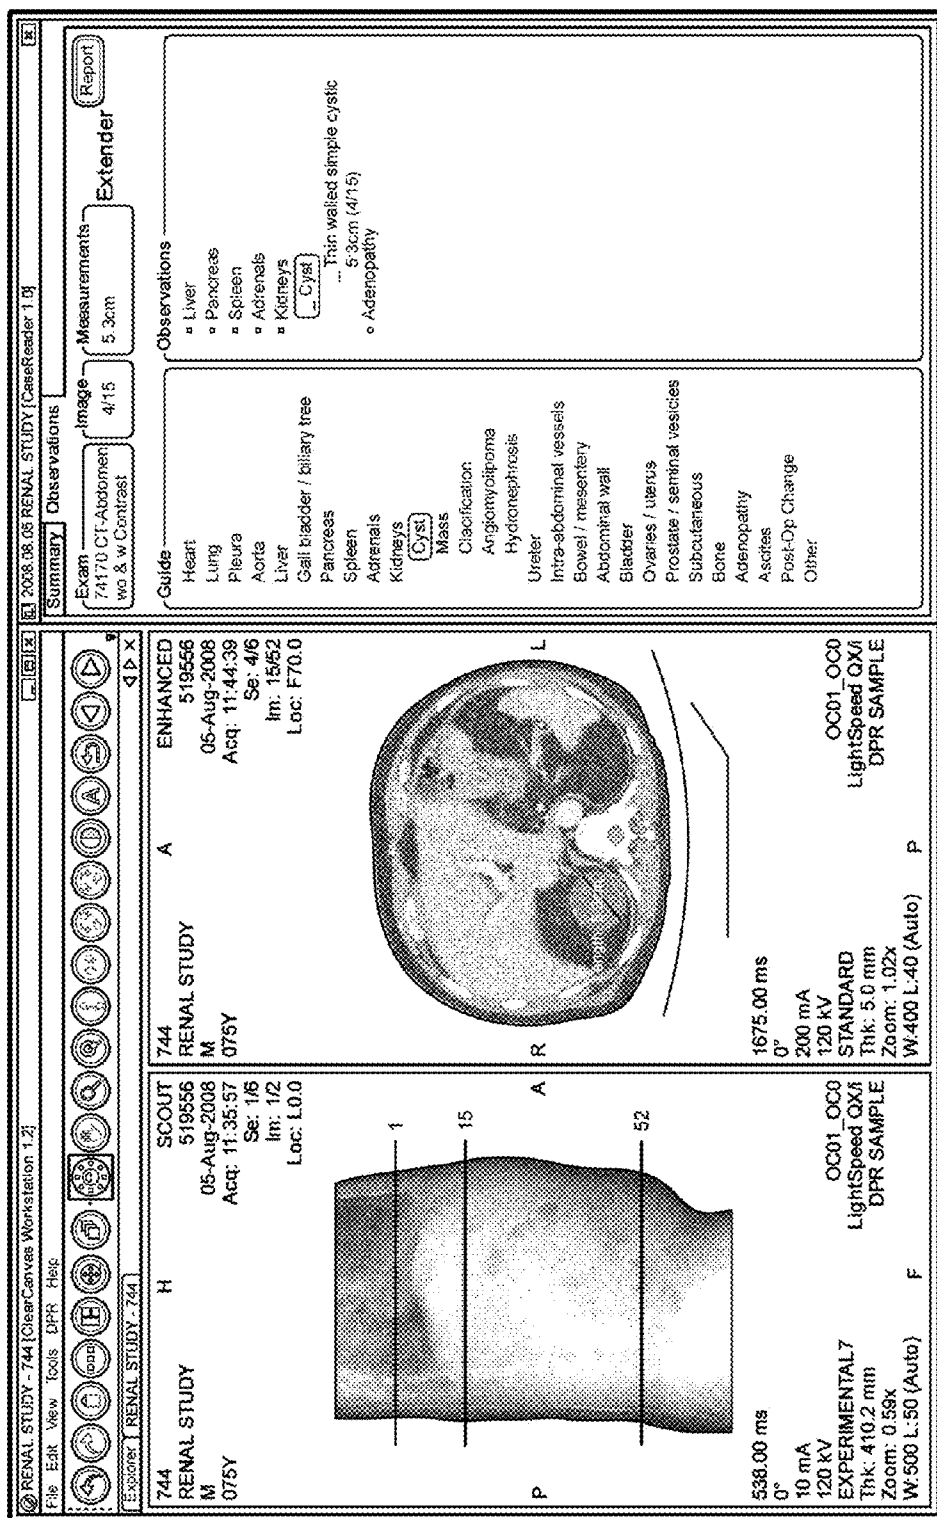 RENAL STUDY - 744 [ClearCanvas Workstation 1.2]
File Edit View Tools DPR Help
Explorer RENAL STUDY - 744
744
RENAL STUDY
M
075Y
H
SCOUT
519556
05-Aug-2008
Acq: 11:35:57
Se: 1/6
Im: 1/2
Loc: L0.0
1
15
52
P
A
538.00 ms
0°
10 mA
120 kV
EXPERIMENTAL7
Thk: 410.2 mm
Zoom: 0.59x
W:500 L:50 (Auto)
F
OC01_OC0
LightSpeed QX/i
DPR SAMPLE
744
RENAL STUDY
M
075Y
A
ENHANCED
519556
05-Aug-2008
Acq: 11:44:39
Se: 4/6
Im: 15/52
Loc: F70.0
R
L
1675.00 ms
0°
200 mA
120 kV
STANDARD
Thk: 5.0 mm
Zoom: 1.02x
W:400 L:40 (Auto)
P
OC01_OC0
LightSpeed QX/i
DPR SAMPLE
2008.08.05 RENAL STUDY [CaseReader 1.0]
Summary Observations
Exam
74170 CT-Abdomen
wo & w Contrast
Image
4/15
Measurements
5.3cm
Extender
Report
Guide
Heart
Lung
Pleura
Aorta
Liver
Gall bladder / biliary tree
Pancreas
Spleen
Adrenals
Kidneys
Cyst
Mass
Clacification
Angiomyolipoma
Hydronephrosis
Ureter
Intra-abdominal vessels
Bowel / mesentery
Abdominal wall
Bladder
Ovaries / uterus
Prostate / seminal vesicies
Subcutaneous
Bone
Adenopathy
Ascites
Post-Op Change
Other
Observations
Liver
Pancreas
Spleen
Adrenals
Kidneys
Cyst
Thin walled simple cystic
5.3cm (4/15)
Adenopathy